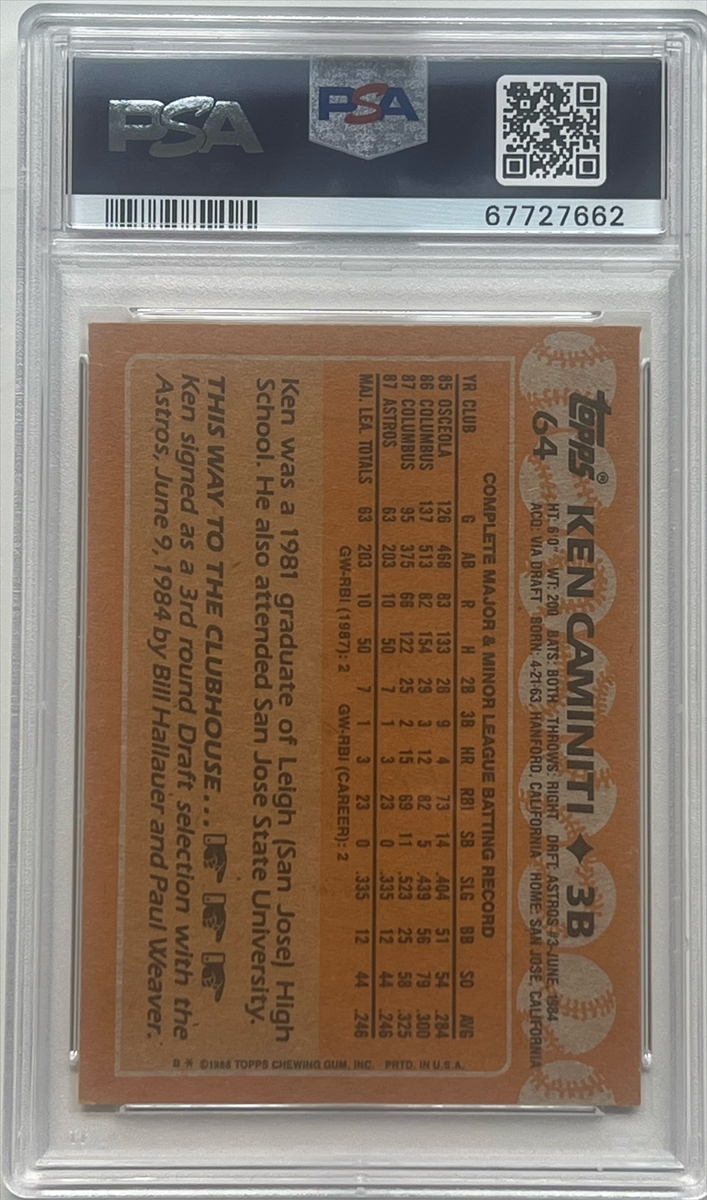 PSA
PSA
67727662
topps®
64
KEN CAMINITI ♦ 3B
HT: 6'0" WT: 200 BATS: BOTH THROWS: RIGHT DRFT: ASTROS #3-JUNE, 1984
ACQ: VIA DRAFT BORN: 4-21-63, HANFORD, CALIFORNIA HOME: SAN JOSE, CALIFORNIA
COMPLETE MAJOR & MINOR LEAGUE BATTING RECORD
YR CLUB G AB R H 2B 3B HR RBI SB SLG BB SO AVG
85 OSCEOLA 126 468 83 133 26 9 4 73 14 .404 51 54 .284
86 COLUMBUS 137 513 82 154 29 3 12 82 5 .439 56 79 .300
87 COLUMBUS 95 375 66 122 25 2 15 69 11 .523 25 58 .325
87 ASTROS 63 203 10 50 7 1 3 23 0 .335 12 44 .246
MAJ. LEA. TOTALS 63 203 10 50 7 1 3 23 0 .335 12 44 .246
GW-RBI (1987): 2 GW-RBI (CAREER): 2
Ken was a 1981 graduate of Leigh (San Jose) High
School. He also attended San Jose State University.
THIS WAY TO THE CLUBHOUSE...
Ken signed as a 3rd round Draft selection with the
Astros, June 9, 1984 by Bill Hallauer and Paul Weaver.
B * ©1988 TOPPS CHEWING GUM, INC. PRTD. IN U.S.A.